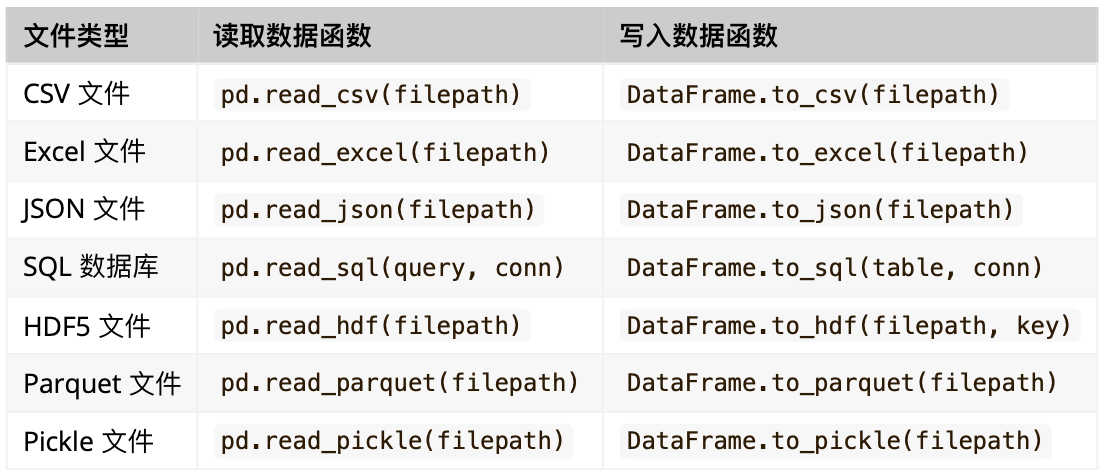 文件类型 读取数据函数 写入数据函数
CSV 文件 pd.read_csv(filepath) DataFrame.to_csv(filepath)
Excel 文件 pd.read_excel(filepath) DataFrame.to_excel(filepath)
JSON 文件 pd.read_json(filepath) DataFrame.to_json(filepath)
SQL 数据库 pd.read_sql(query, conn) DataFrame.to_sql(table, conn)
HDF5 文件 pd.read_hdf(filepath) DataFrame.to_hdf(filepath, key)
Parquet 文件 pd.read_parquet(filepath) DataFrame.to_parquet(filepath)
Pickle 文件 pd.read_pickle(filepath) DataFrame.to_pickle(filepath)